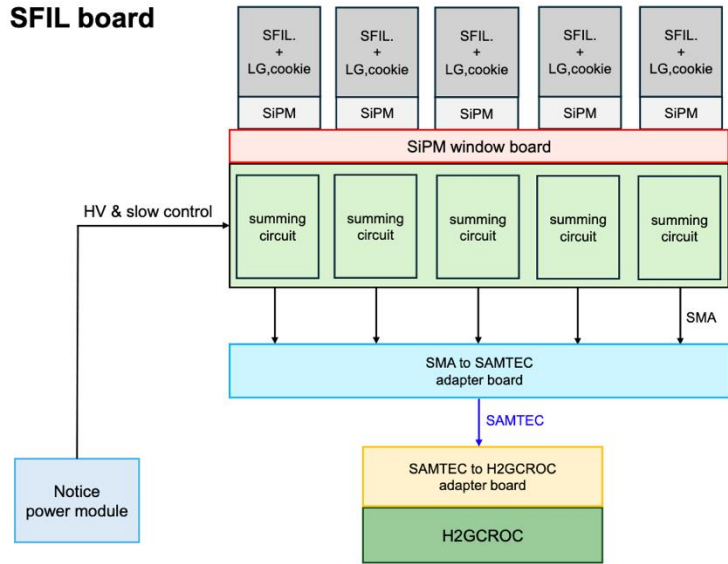 SFIL board
SFIL.
+
LG,cookie
SFIL.
+
LG,cookie
SFIL.
+
LG,cookie
SFIL.
+
LG,cookie
SFIL.
+
LG,cookie
SiPM
SiPM
SiPM
SiPM
SiPM
SiPM window board
HV & slow control
summing
circuit
summing
circuit
summing
circuit
summing
circuit
summing
circuit
SMA
SMA to SAMTEC
adapter board
SAMTEC
SAMTEC to H2GCROC
adapter board
Notice
power module
H2GCROC